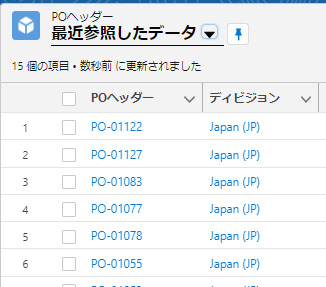 POヘッダー
最近参照したデータ
15 個の項目 • 数秒前 に更新されました
POヘッダー ディビジョン
1 PO-01122 Japan (JP)
2 PO-01127 Japan (JP)
3 PO-01083 Japan (JP)
4 PO-01077 Japan (JP)
5 PO-01078 Japan (JP)
6 PO-01055 Japan (JP)